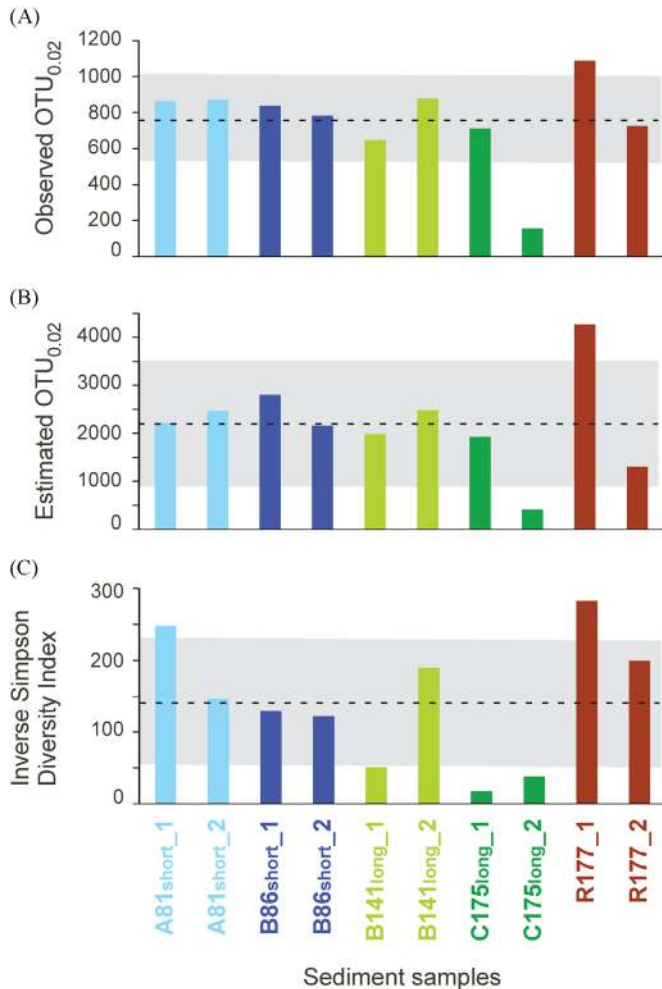 (A)
Observed OTU0.02
1200
1000
800
600
400
200
0
(B)
Estimated OTU0.02
4000
3000
2000
1000
0
(C)
Inverse Simpson
Diversity Index
300
200
100
0
A81short_1
A81short_2
B86short_1
B86short_2
B141long_1
B141long_2
C175long_1
C175long_2
R177_1
R177_2
Sediment samples